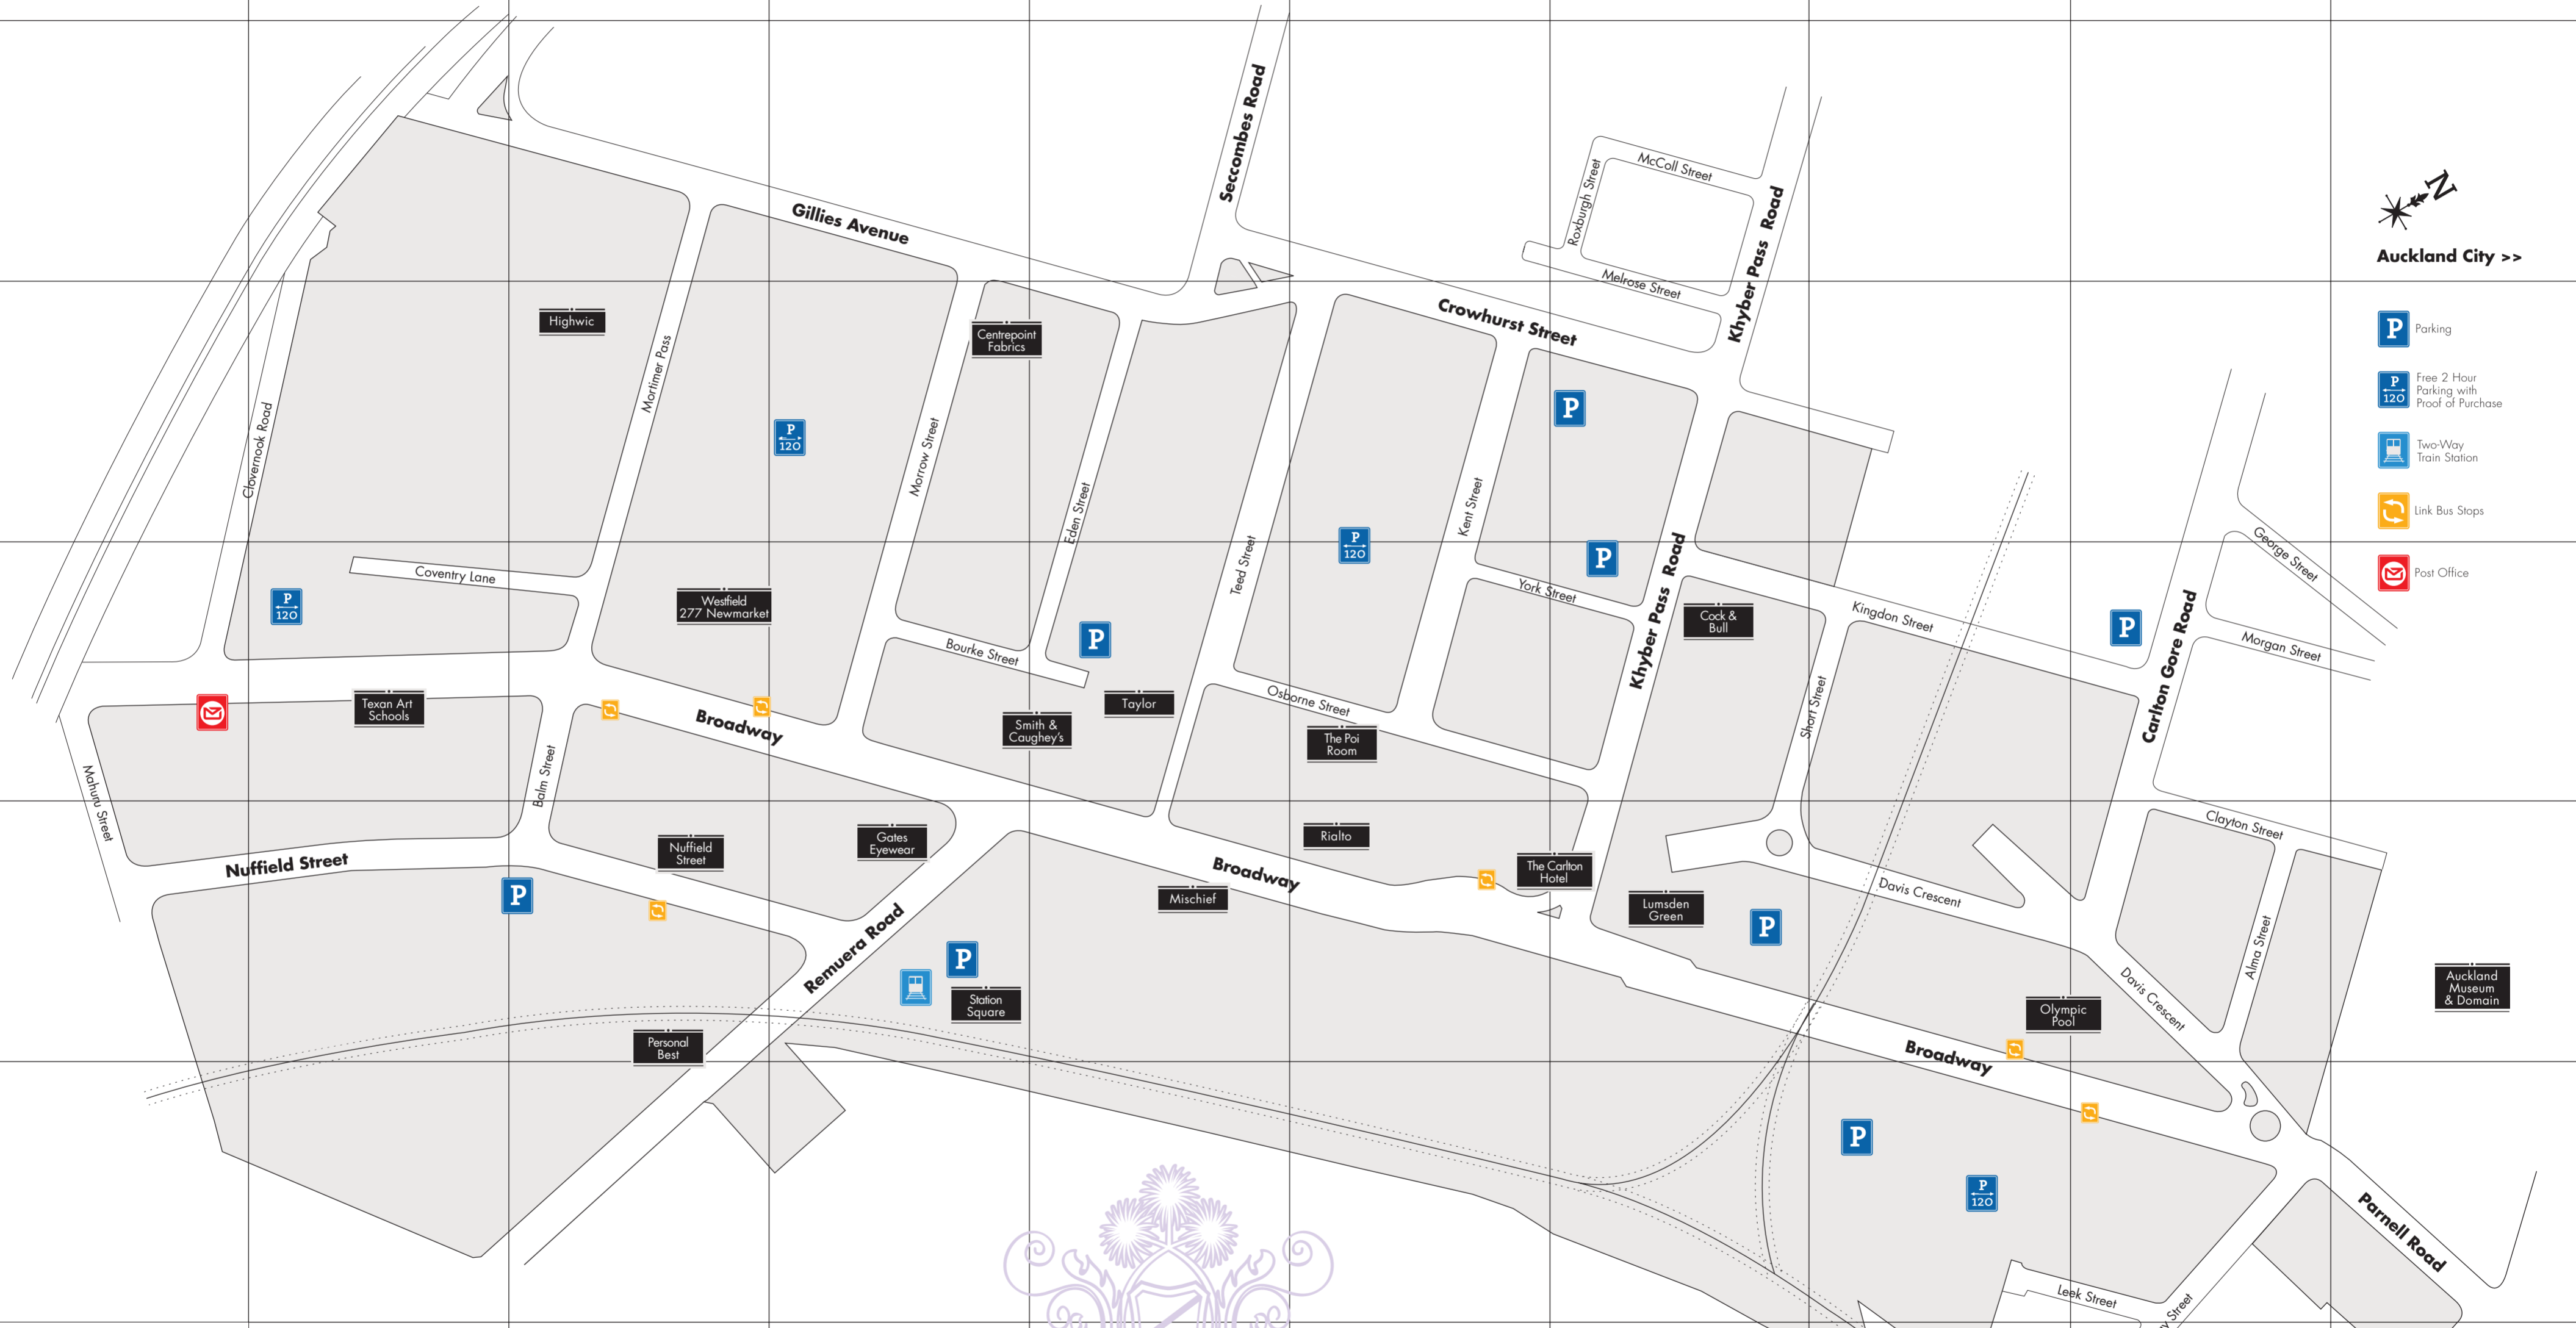 Seccombes Road
McColl Street
Roxburgh Street
Khyber Pass Road
Melrose Street
Gillies Avenue
Crowhurst Street
N
Auckland City >>
P
Parking
P
120
Free 2 Hour
Parking with
Proof of Purchase
Two-Way
Train Station
Link Bus Stops
Post Office
Highwic
Centrepoint
Fabrics
Mortimer Pass
Clovernook Road
P
120
Morrow Street
Eden Street
Teed Street
P
120
Kent Street
P
P
York Street
Khyber Pass Road
Cock &
Bull
Kingdon Street
P
Carlton Gore Road
George Street
Morgan Street
Coventry Lane
P
120
Westfield
277 Newmarket
Bourke Street
P
Taylor
Smith &
Caughey's
Osborne Street
The Poi
Room
Short Street
Texan Art
Schools
Broadway
Balm Street
Mahuru Street
Nuffield Street
Nuffield
Street
Gates
Eyewear
Rialto
Broadway
Mischief
The Carlton
Hotel
Lumsden
Green
P
Davis Crescent
Clayton Street
Alma Street
Davis Crescent
Auckland
Museum
& Domain
P
Remuera Road
P
Station
Square
Personal
Best
Olympic
Pool
Broadway
P
P
120
Parnell Road
Leek Street
Street